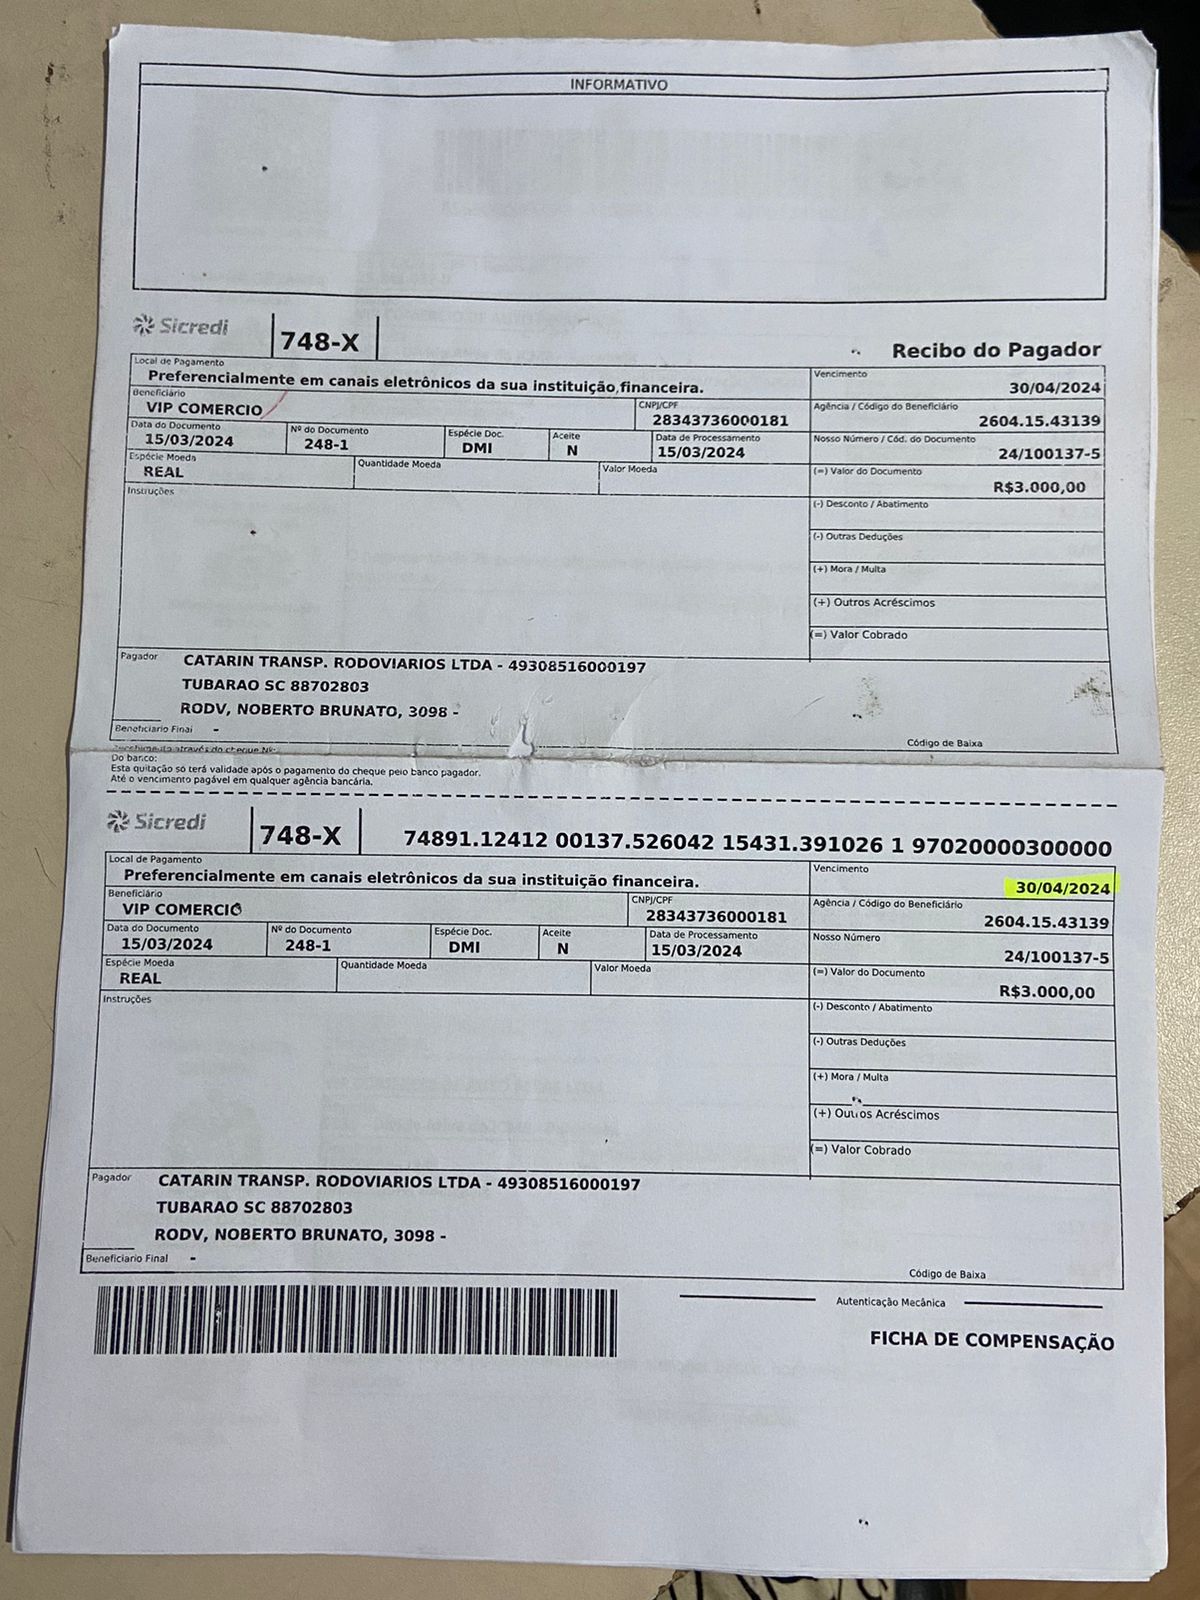 INFORMATIVO
Sicredi 748-X Recibo do Pagador
Local de Pagamento Vencimento
Preferencialmente em canais eletrônicos da sua instituição financeira. 30/04/2024
Beneficiário CNPJ/CPF Agência / Código do Beneficiário
VIP COMERCIO 28343736000181 2604.15.43139
Data do Documento Nº do Documento Espécie Doc. Aceite Data de Processamento Nosso Número / Cód. do Documento
15/03/2024 248-1 DMI N 15/03/2024 24/100137-5
Espécie Moeda Quantidade Moeda Valor Moeda (=) Valor do Documento
REAL R$3.000,00
Instruções (-) Desconto / Abatimento
(-) Outras Deduções
(+) Mora / Multa
(+) Outros Acréscimos
(=) Valor Cobrado
Pagador CATARIN TRANSP. RODOVIARIOS LTDA - 49308516000197
TUBARAO SC 88702803
RODV, NOBERTO BRUNATO, 3098 -
Beneficiario Final - Código de Baixa
Recebimento através do cheque Nº:
Do banco:
Esta quitação só terá validade após o pagamento do cheque pelo banco pagador.
Até o vencimento pagável em qualquer agência bancária.
Sicredi 748-X 74891.12412 00137.526042 15431.391026 1 97020000300000
Local de Pagamento Vencimento
Preferencialmente em canais eletrônicos da sua instituição financeira. 30/04/2024
Beneficiário CNPJ/CPF Agência / Código do Beneficiário
VIP COMERCIO 28343736000181 2604.15.43139
Data do Documento Nº do Documento Espécie Doc. Aceite Data de Processamento Nosso Número
15/03/2024 248-1 DMI N 15/03/2024 24/100137-5
Espécie Moeda Quantidade Moeda Valor Moeda (=) Valor do Documento
REAL R$3.000,00
Instruções (-) Desconto / Abatimento
(-) Outras Deduções
(+) Mora / Multa
(+) Outros Acréscimos
(=) Valor Cobrado
Pagador CATARIN TRANSP. RODOVIARIOS LTDA - 49308516000197
TUBARAO SC 88702803
RODV, NOBERTO BRUNATO, 3098 -
Beneficiario Final - Código de Baixa
Autenticação Mecânica
FICHA DE COMPENSAÇÃO